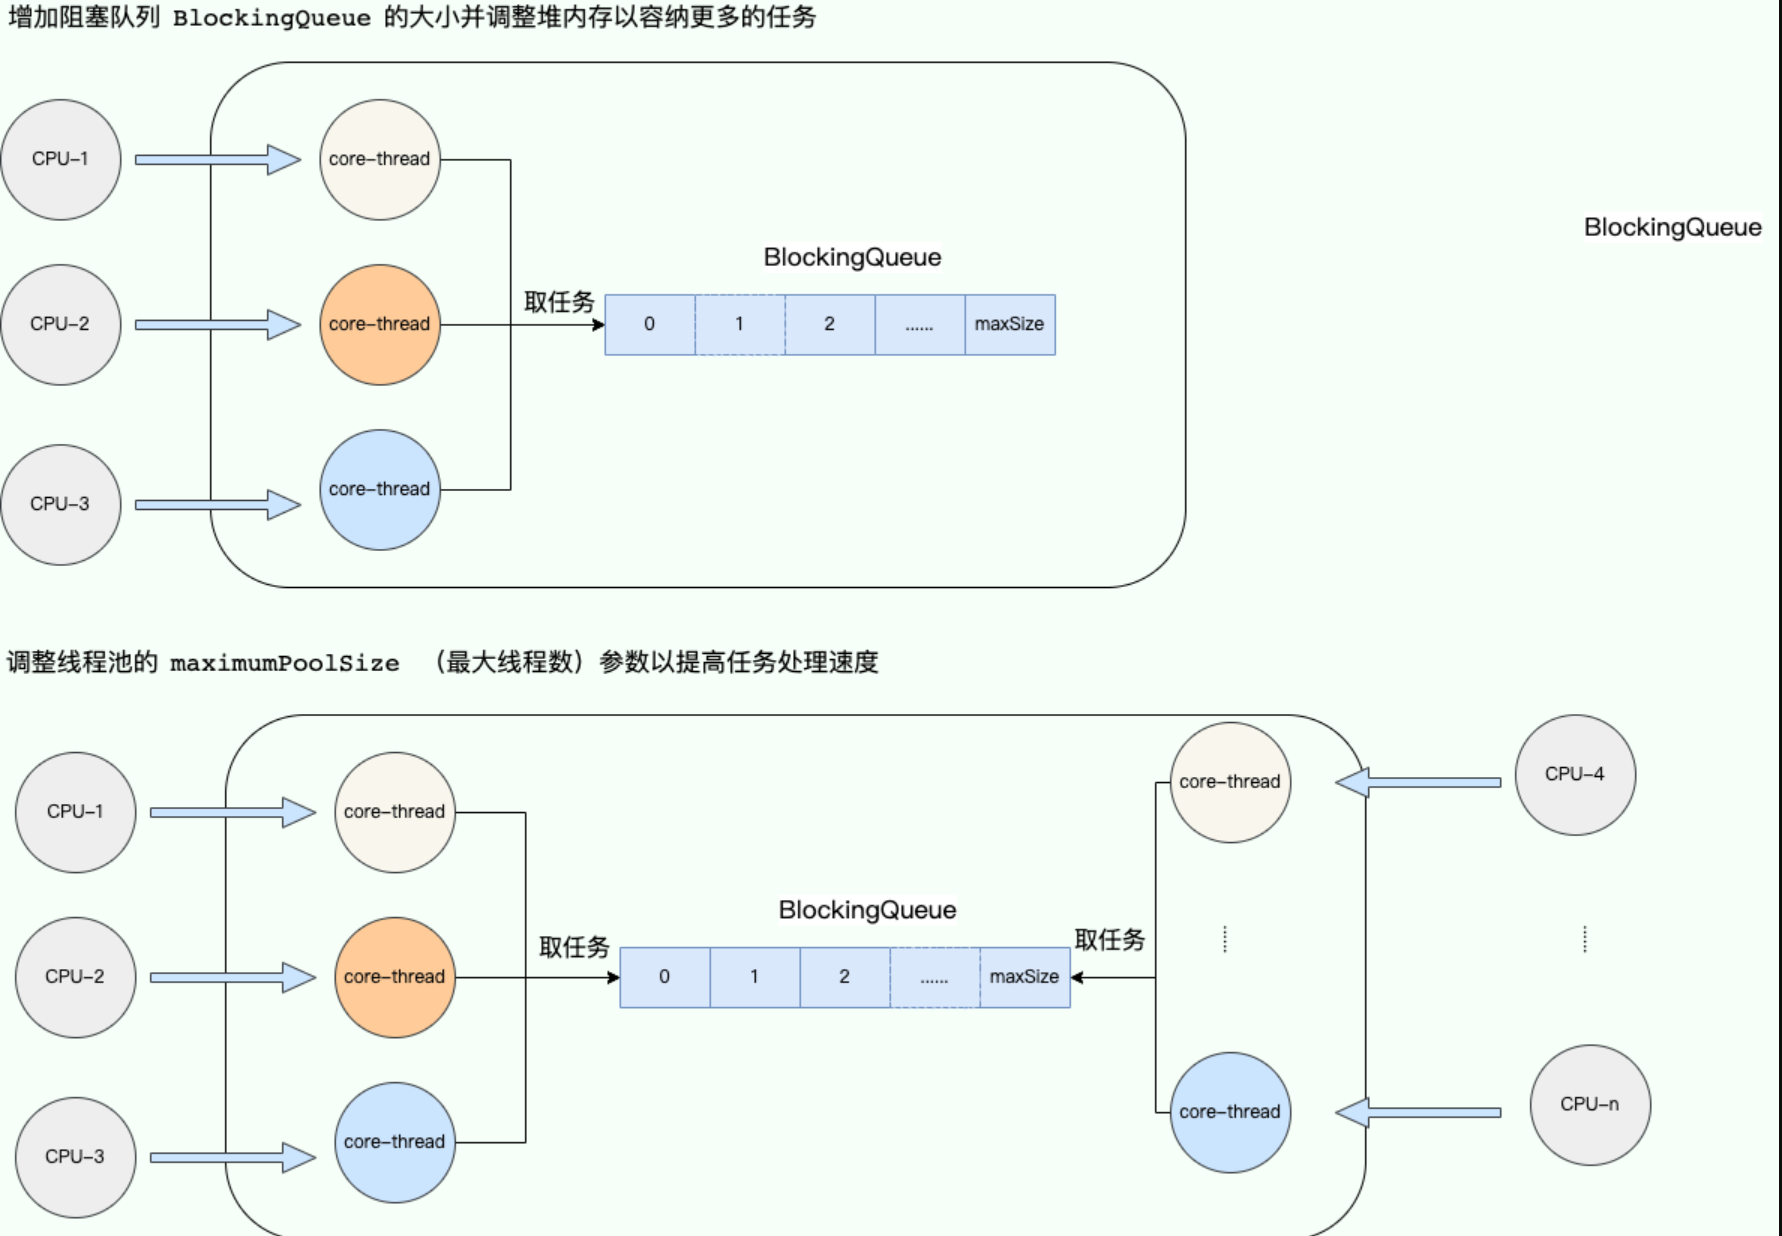 增加阻塞队列 BlockingQueue 的大小并调整堆内存以容纳更多的任务
CPU-1
core-thread
BlockingQueue
BlockingQueue
CPU-2
core-thread
取任务
0
1
2
......
maxSize
CPU-3
core-thread
调整线程池的 maximumPoolSize （最大线程数）参数以提高任务处理速度
CPU-1
core-thread
core-thread
CPU-4
BlockingQueue
CPU-2
core-thread
取任务
0
1
2
......
maxSize
取任务
CPU-3
core-thread
core-thread
CPU-n